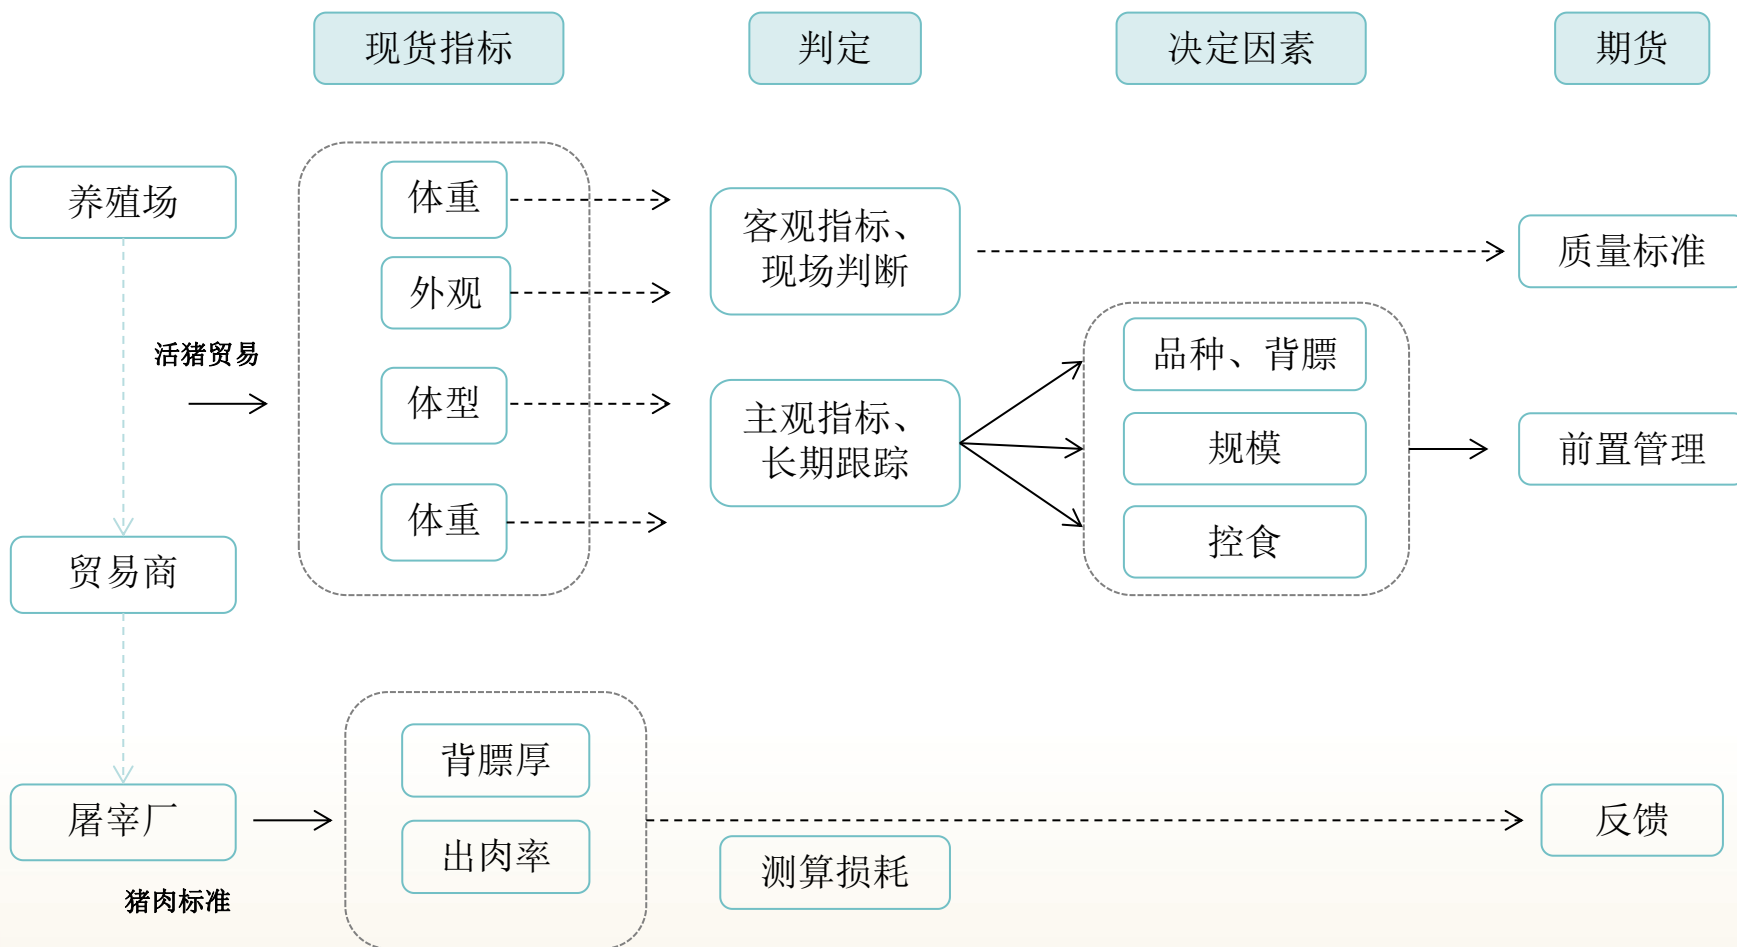 现货指标
判定
决定因素
期货
养殖场
体重
客观指标、
现场判断
质量标准
外观
活猪贸易
品种、背膘
体型
主观指标、
长期跟踪
规模
前置管理
体重
控食
贸易商
背膘厚
屠宰厂
反馈
出肉率
测算损耗
猪肉标准